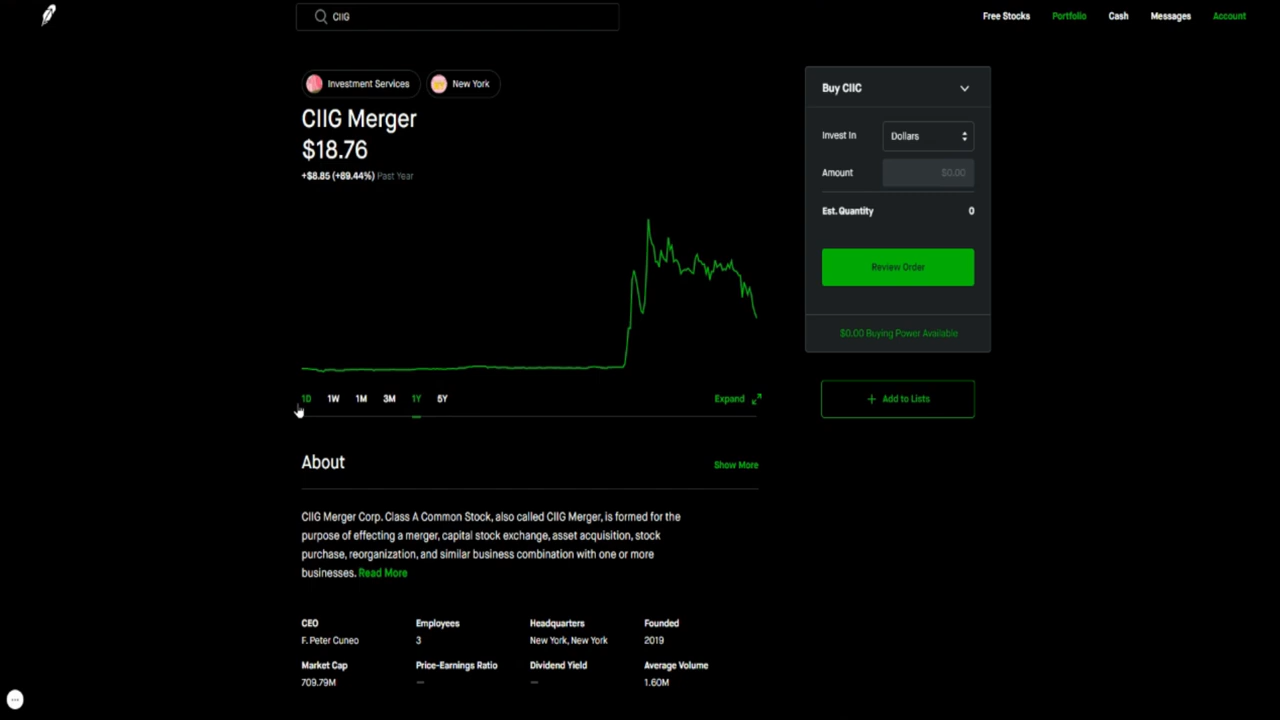 CIIG
Free Stocks
Portfolio
Cash
Messages
Account
Investment Services
New York
CIIG Merger
$18.76
+$8.85 (+89.44%) Past Year
Buy CIIC
Invest In
Dollars
Amount
$0.00
Est. Quantity
0
Review Order
$0.00 Buying Power Available
1D
1W
1M
3M
1Y
5Y
Expand
+ Add to Lists
About
Show More
CIIG Merger Corp. Class A Common Stock, also called CIIG Merger, is formed for the
purpose of effecting a merger, capital stock exchange, asset acquisition, stock
purchase, reorganization, and similar business combination with one or more
businesses. Read More
CEO
Employees
Headquarters
Founded
F. Peter Cuneo
3
New York, New York
2019
Market Cap
Price-Earnings Ratio
Dividend Yield
Average Volume
709.79M
—
—
1.60M